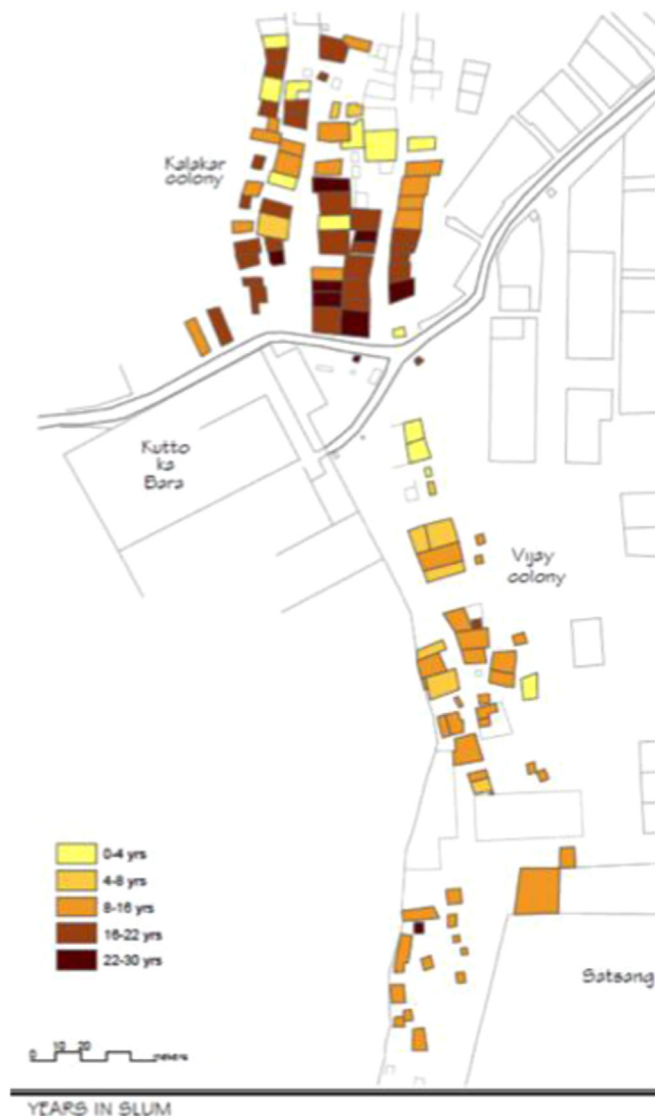 Kalakar
colony
Kutto
ka
Bara
Vijay
colony
0-4 yrs
4-8 yrs
8-16 yrs
16-22 yrs
22-30 yrs
Satsang
0 10 20
meters
YEARS IN SLUM